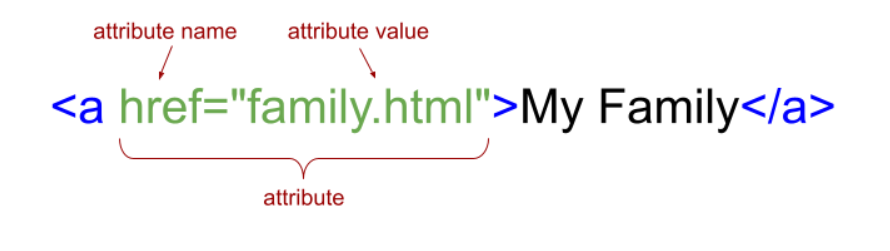 attribute name attribute value
<a href="family.html">My Family</a>
attribute